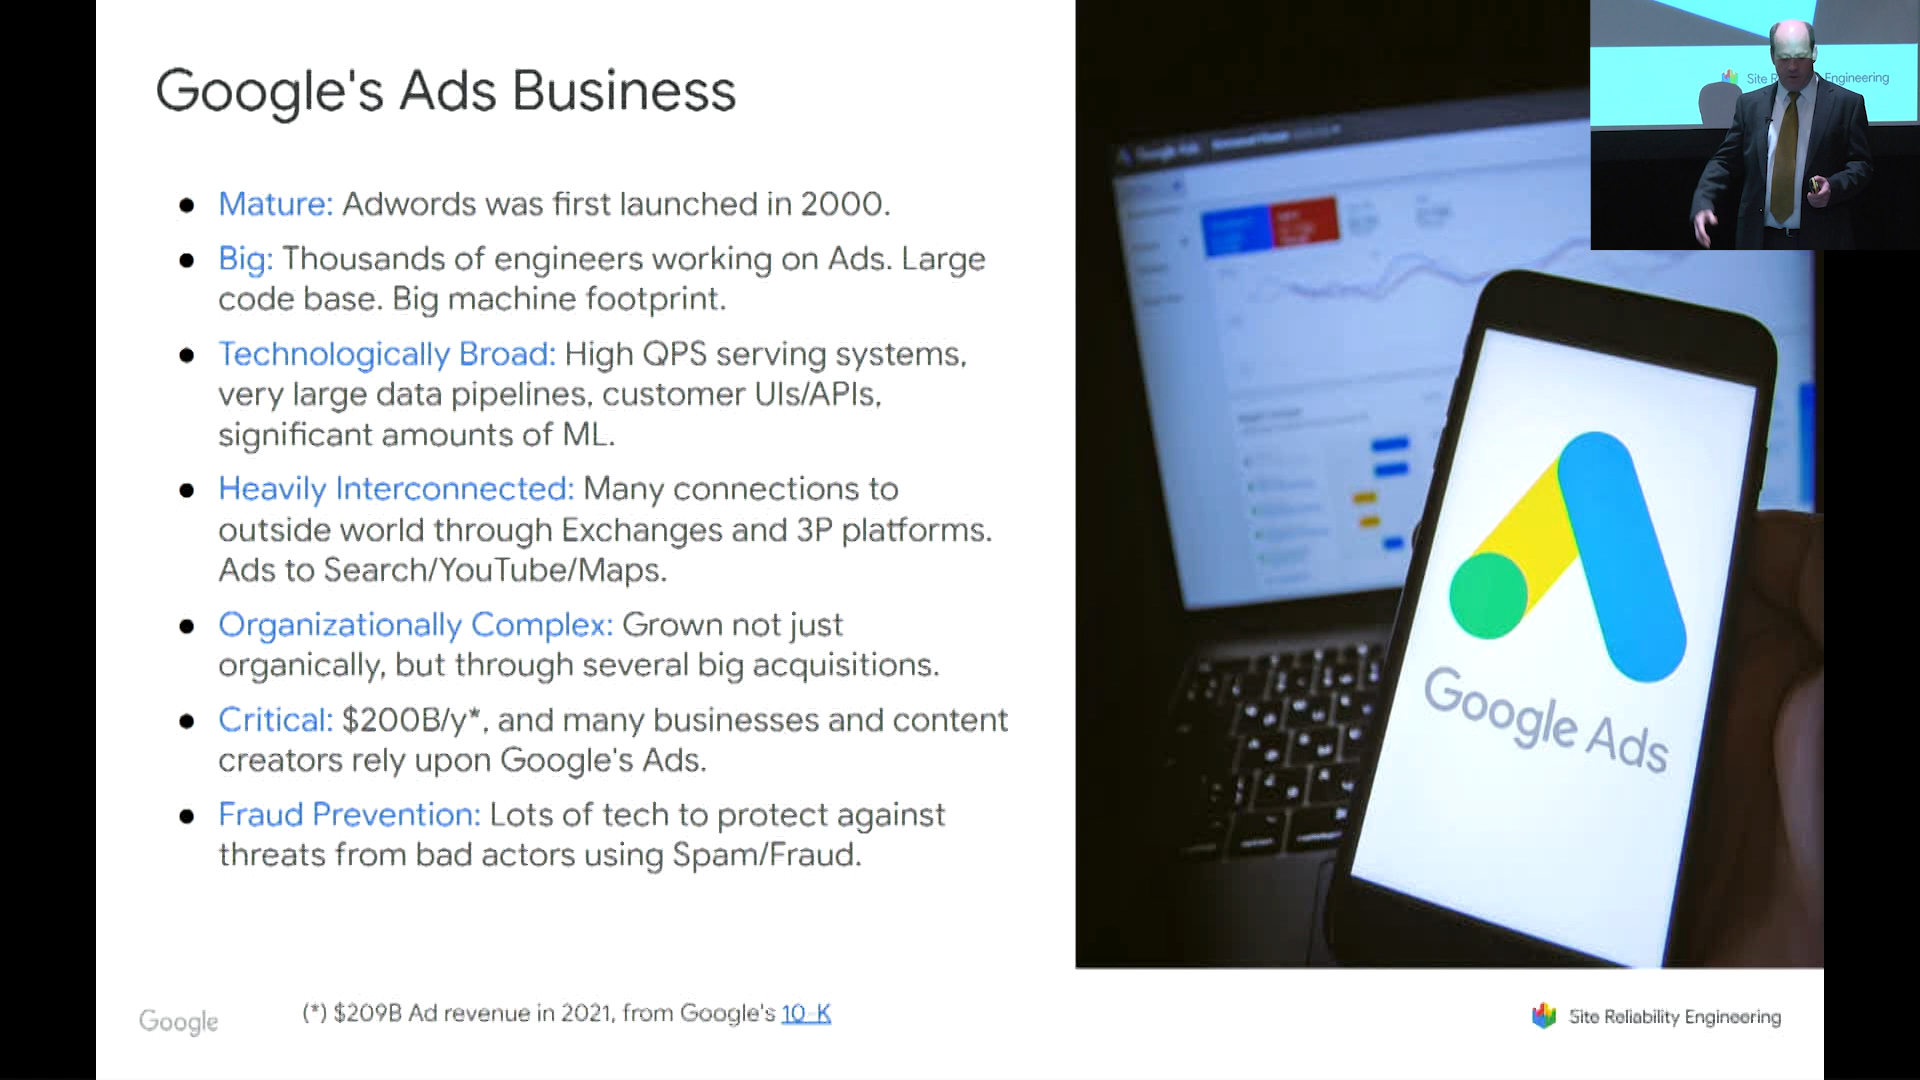 Google's Ads Business
● Mature: Adwords was first launched in 2000.
● Big: Thousands of engineers working on Ads. Large
code base. Big machine footprint.
● Technologically Broad: High QPS serving systems,
very large data pipelines, customer UIs/APIs,
significant amounts of ML.
● Heavily Interconnected: Many connections to
outside world through Exchanges and 3P platforms.
Ads to Search/YouTube/Maps.
● Organizationally Complex: Grown not just
organically, but through several big acquisitions.
● Critical: $200B/y*, and many businesses and content
creators rely upon Google's Ads.
● Fraud Prevention: Lots of tech to protect against
threats from bad actors using Spam/Fraud.
Google
(*) $209B Ad revenue in 2021, from Google's 10-K
Site Engineering
Google Ads
Google Ads
Site Reliability Engineering